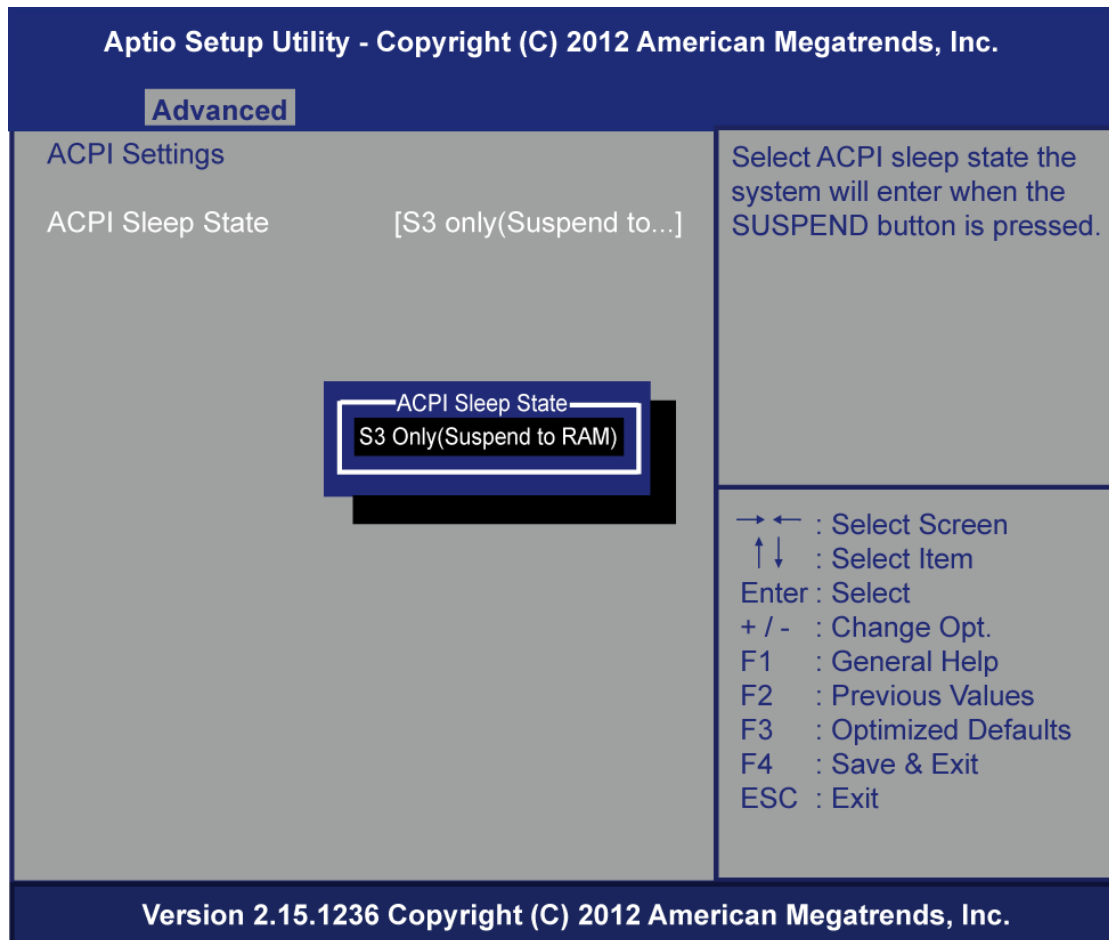 Aptio Setup Utility - Copyright (C) 2012 American Megatrends, Inc.
Advanced
ACPI Settings
ACPI Sleep State [S3 only(Suspend to...]
Select ACPI sleep state the
system will enter when the
SUSPEND button is pressed.
ACPI Sleep State
S3 Only(Suspend to RAM)
→ ← : Select Screen
↑↓ : Select Item
Enter : Select
+ / - : Change Opt.
F1 : General Help
F2 : Previous Values
F3 : Optimized Defaults
F4 : Save & Exit
ESC : Exit
Version 2.15.1236 Copyright (C) 2012 American Megatrends, Inc.